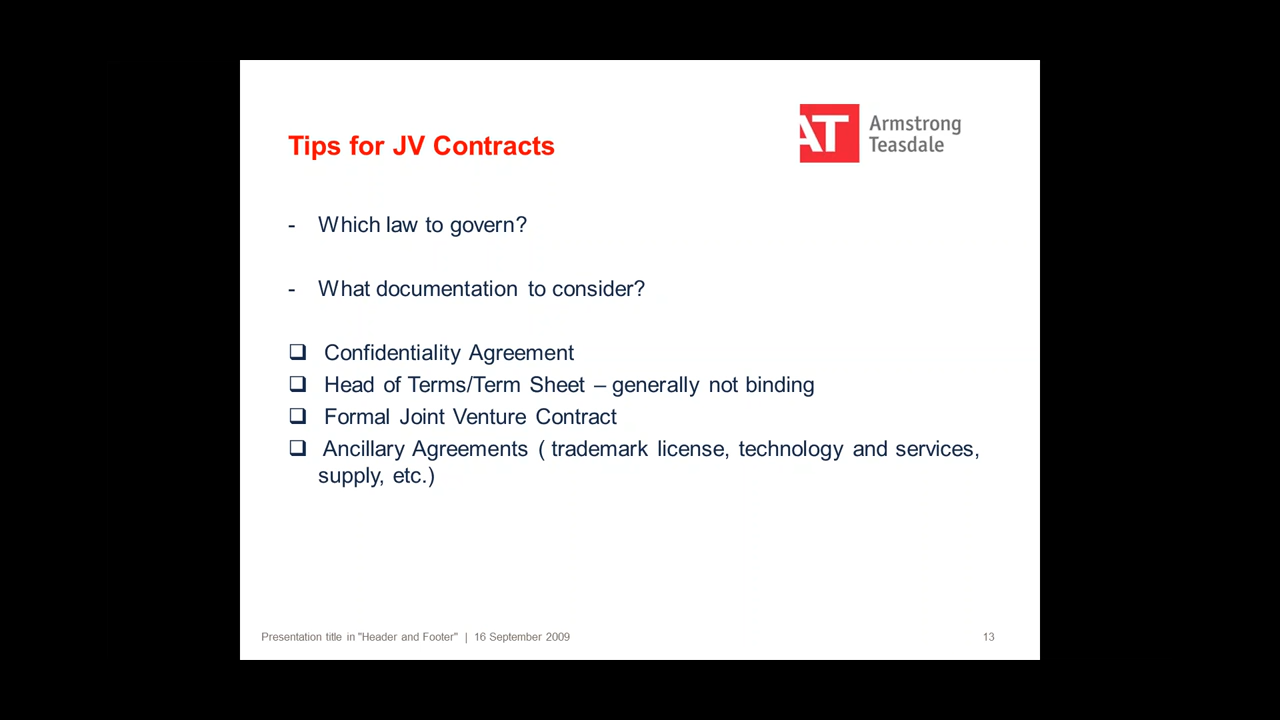 Tips for JV Contracts
AT Armstrong
Teasdale
- Which law to govern?
- What documentation to consider?
❑ Confidentiality Agreement
❑ Head of Terms/Term Sheet – generally not binding
❑ Formal Joint Venture Contract
❑ Ancillary Agreements ( trademark license, technology and services,
supply, etc.)
Presentation title in "Header and Footer" | 16 September 2009
13